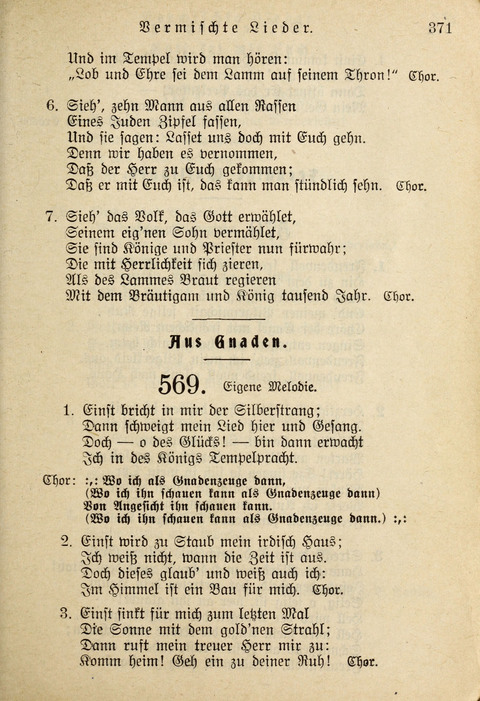 Vermischte Lieder. 371
Und im Tempel wird man hören:
„Lob und Ehre sei dem Lamm auf seinem Thron!“ Chor.
6. Sieh', zehn Mann aus allen Rassen
Eines Juden Zipfel fassen,
Und sie sagen: Lasset uns doch mit Euch gehn.
Denn wir haben es vernommen,
Daß der Herr zu Euch gekommen;
Daß er mit Euch ist, das kann man stündlich sehn. Chor.
7. Sieh' das Volk, das Gott erwählet,
Seinem eig'nen Sohn vermählet,
Sie sind Könige und Priester nun fürwahr;
Die mit Herrlichkeit sich zieren,
Als des Lammes Braut regieren
Mit dem Bräutigam und König tausend Jahr. Chor.
Aus Gnaden.
569. Eigene Melodie.
1. Einst bricht in mir der Silberstrang;
Dann schweigt mein Lied hier und Gesang.
Doch — o des Glücks! — bin dann erwacht
Ich in des Königs Tempelpracht.
Chor: :,: Wo ich als Gnadenzeuge dann,
(Wo ich ihn schauen kann als Gnadenzeuge dann)
Von Angesicht ihn schauen kann.
(Wo ich ihn schauen kann als Gnadenzeuge dann.) :,:
2. Einst wird zu Staub mein irdisch Haus;
Ich weiß nicht, wann die Zeit ist aus.
Doch dieses glaub' und weiß auch ich:
Im Himmel ist ein Bau für mich. Chor.
3. Einst sinkt für mich zum letzten Mal
Die Sonne mit dem gold'nen Strahl;
Dann ruft mein treuer Herr mir zu:
Komm heim! Geh ein zu deiner Ruh! Chor.